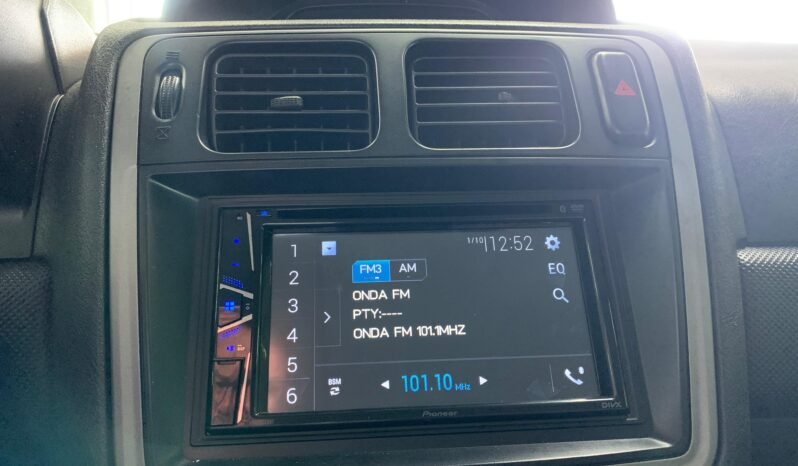 1
1/10
12:52
2
FM3 AM
EQ
ONDA FM
3
PTY:----
ONDA FM 101.1MHZ
4
5
BSM
101.10 MHz
6
Pioneer
DIVX